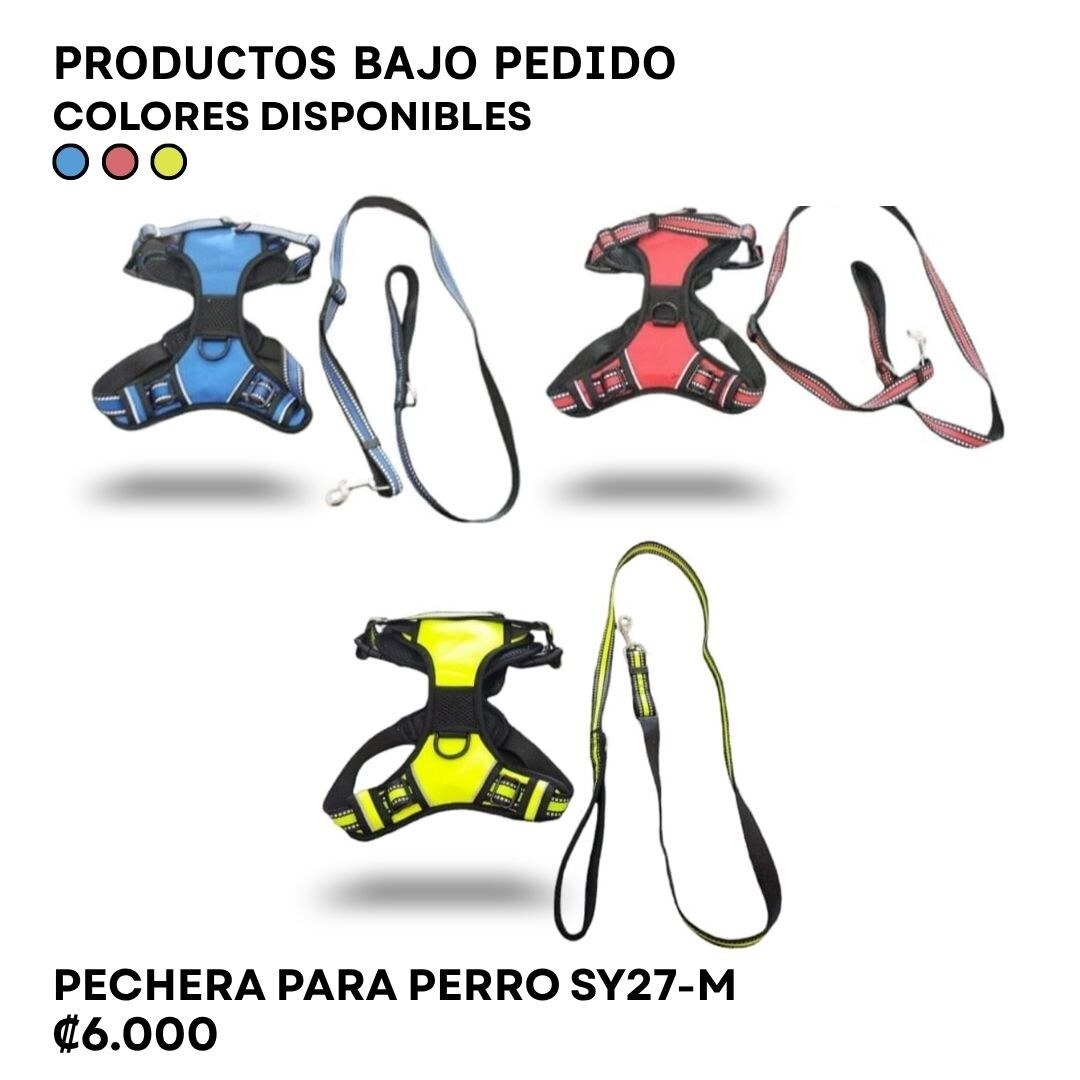 PRODUCTOS BAJO PEDIDO
COLORES DISPONIBLES
PECHERA PARA PERRO SY27-M
₡6.000